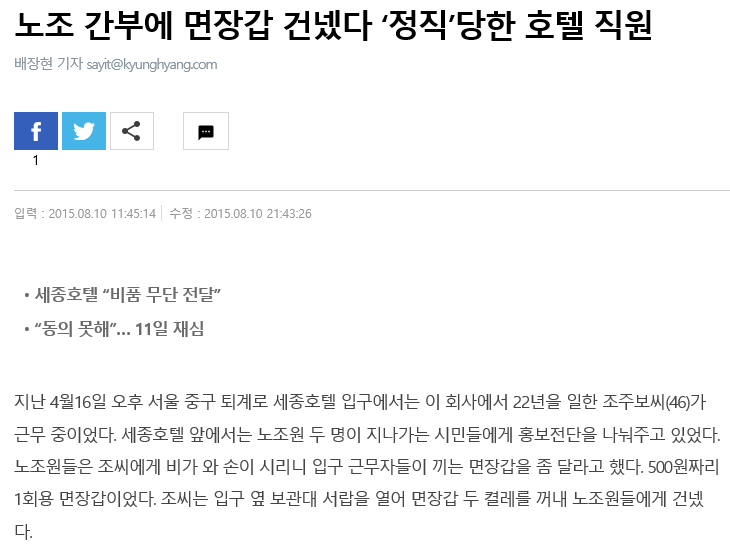 노조 간부에 면장갑 건넸다 ‘정직’당한 호텔 직원
배장현 기자 sayit@kyunghyang.com
f
1
입력 : 2015.08.10 11:45:14 수정 : 2015.08.10 21:43:26
• 세종호텔 “비품 무단 전달”
• “동의 못해”… 11일 재심
지난 4월16일 오후 서울 중구 퇴계로 세종호텔 입구에서는 이 회사에서 22년을 일한 조주보씨(46)가
근무 중이었다. 세종호텔 앞에서는 노조원 두 명이 지나가는 시민들에게 홍보전단을 나눠주고 있었다.
노조원들은 조씨에게 비가 와 손이 시리니 입구 근무자들이 끼는 면장갑을 좀 달라고 했다. 500원짜리
1회용 면장갑이었다. 조씨는 입구 옆 보관대 서랍을 열어 면장갑 두 켤레를 꺼내 노조원들에게 건넸
다.